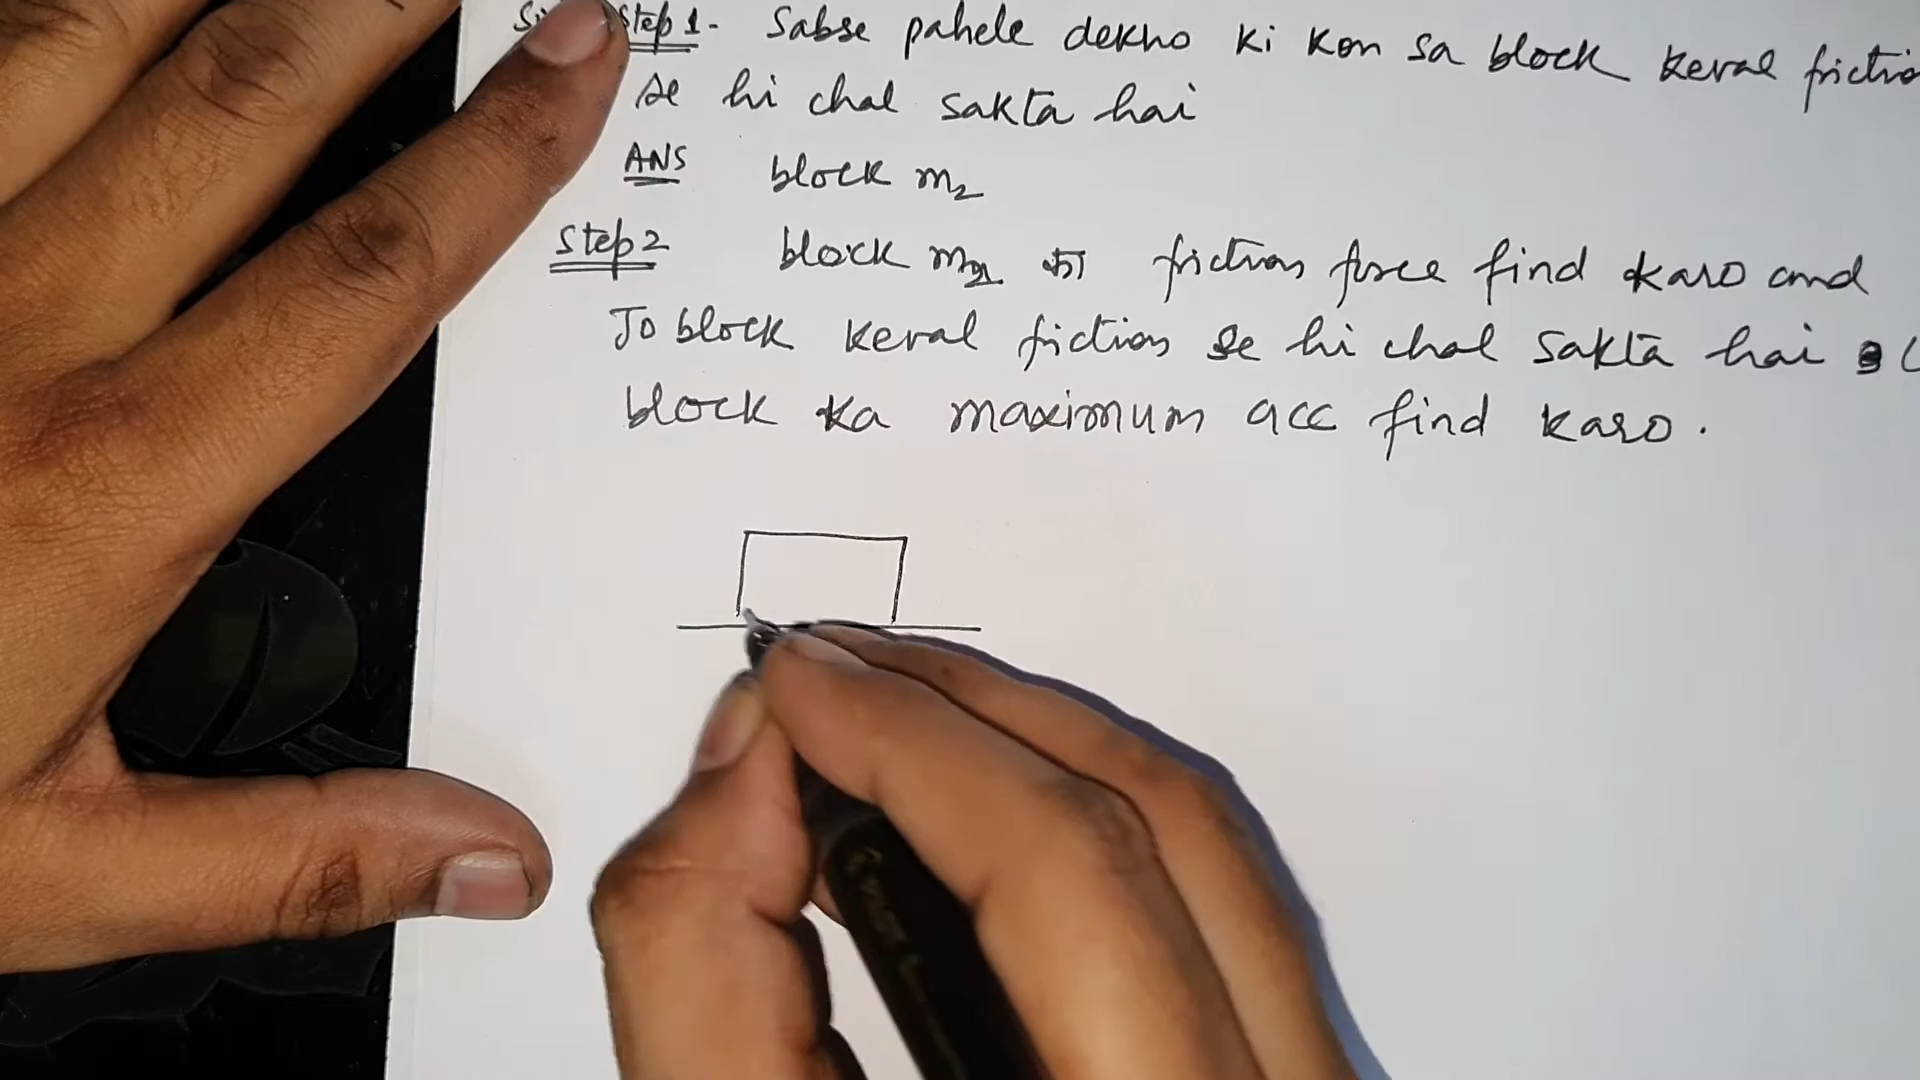 Step 1- Sabse pahele dekho ki kon sa block keval frictio
se hi chal sakta hai
ANS block m2
Step 2 block m2 का friction force find karo and
Jo block keval friction se hi chal sakta hai
block ka maximum acc find karo.